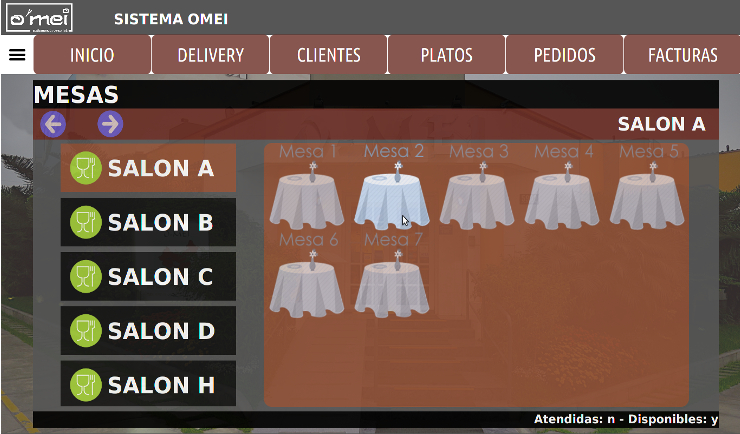 o'mei
SISTEMA OMEI
INICIO
DELIVERY
CLIENTES
PLATOS
PEDIDOS
FACTURAS
MESAS
SALON A
SALON A
SALON B
SALON C
SALON D
SALON H
Mesa 1
Mesa 2
Mesa 3
Mesa 4
Mesa 5
Mesa 6
Mesa 7
Atendidas: n - Disponibles: y